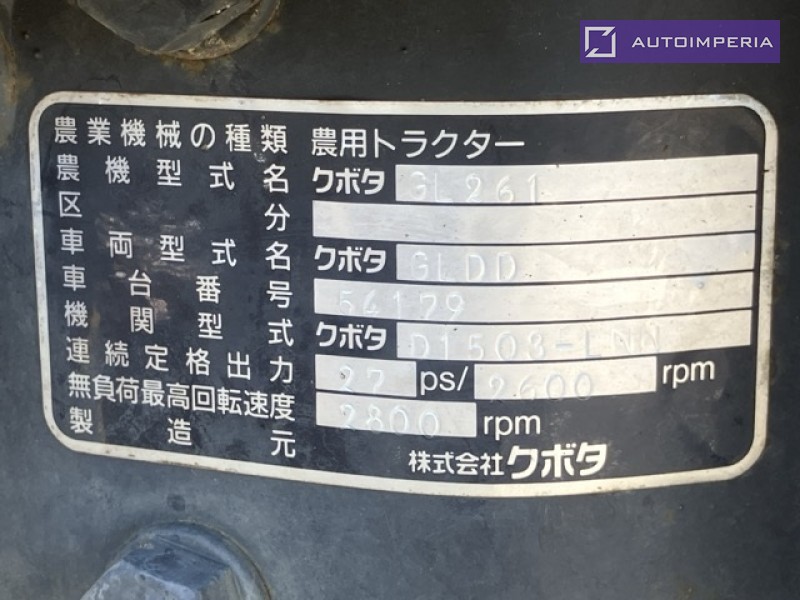 AUTOIMPERIA
農業機械の種類 農用トラクター
農機型式名 クボタ GL261
区分
車両型式名 クボタ GLDD
車台番号 54179
機関型式 クボタ D1503-LNN
連続定格出力 27 ps/ 2600 rpm
無負荷最高回転速度 2800 rpm
製造元 株式会社クボタ